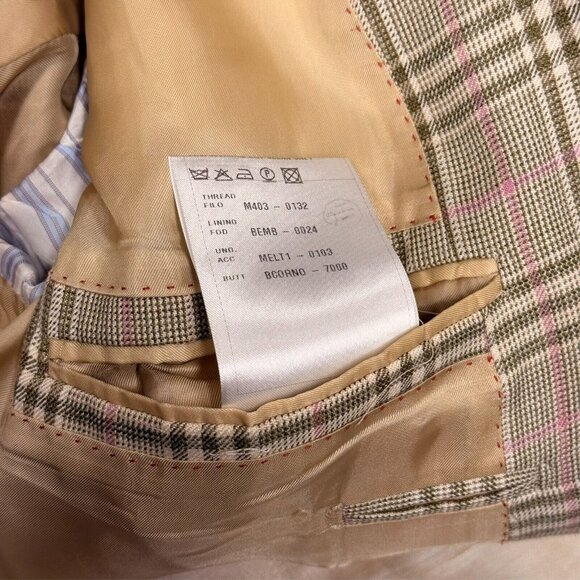 THREAD
FILO M403 - 0132
LINING
FOD BEMB - 0024
UND.
ACC MELT1 - 0103
BUTT BCORNO - 7000